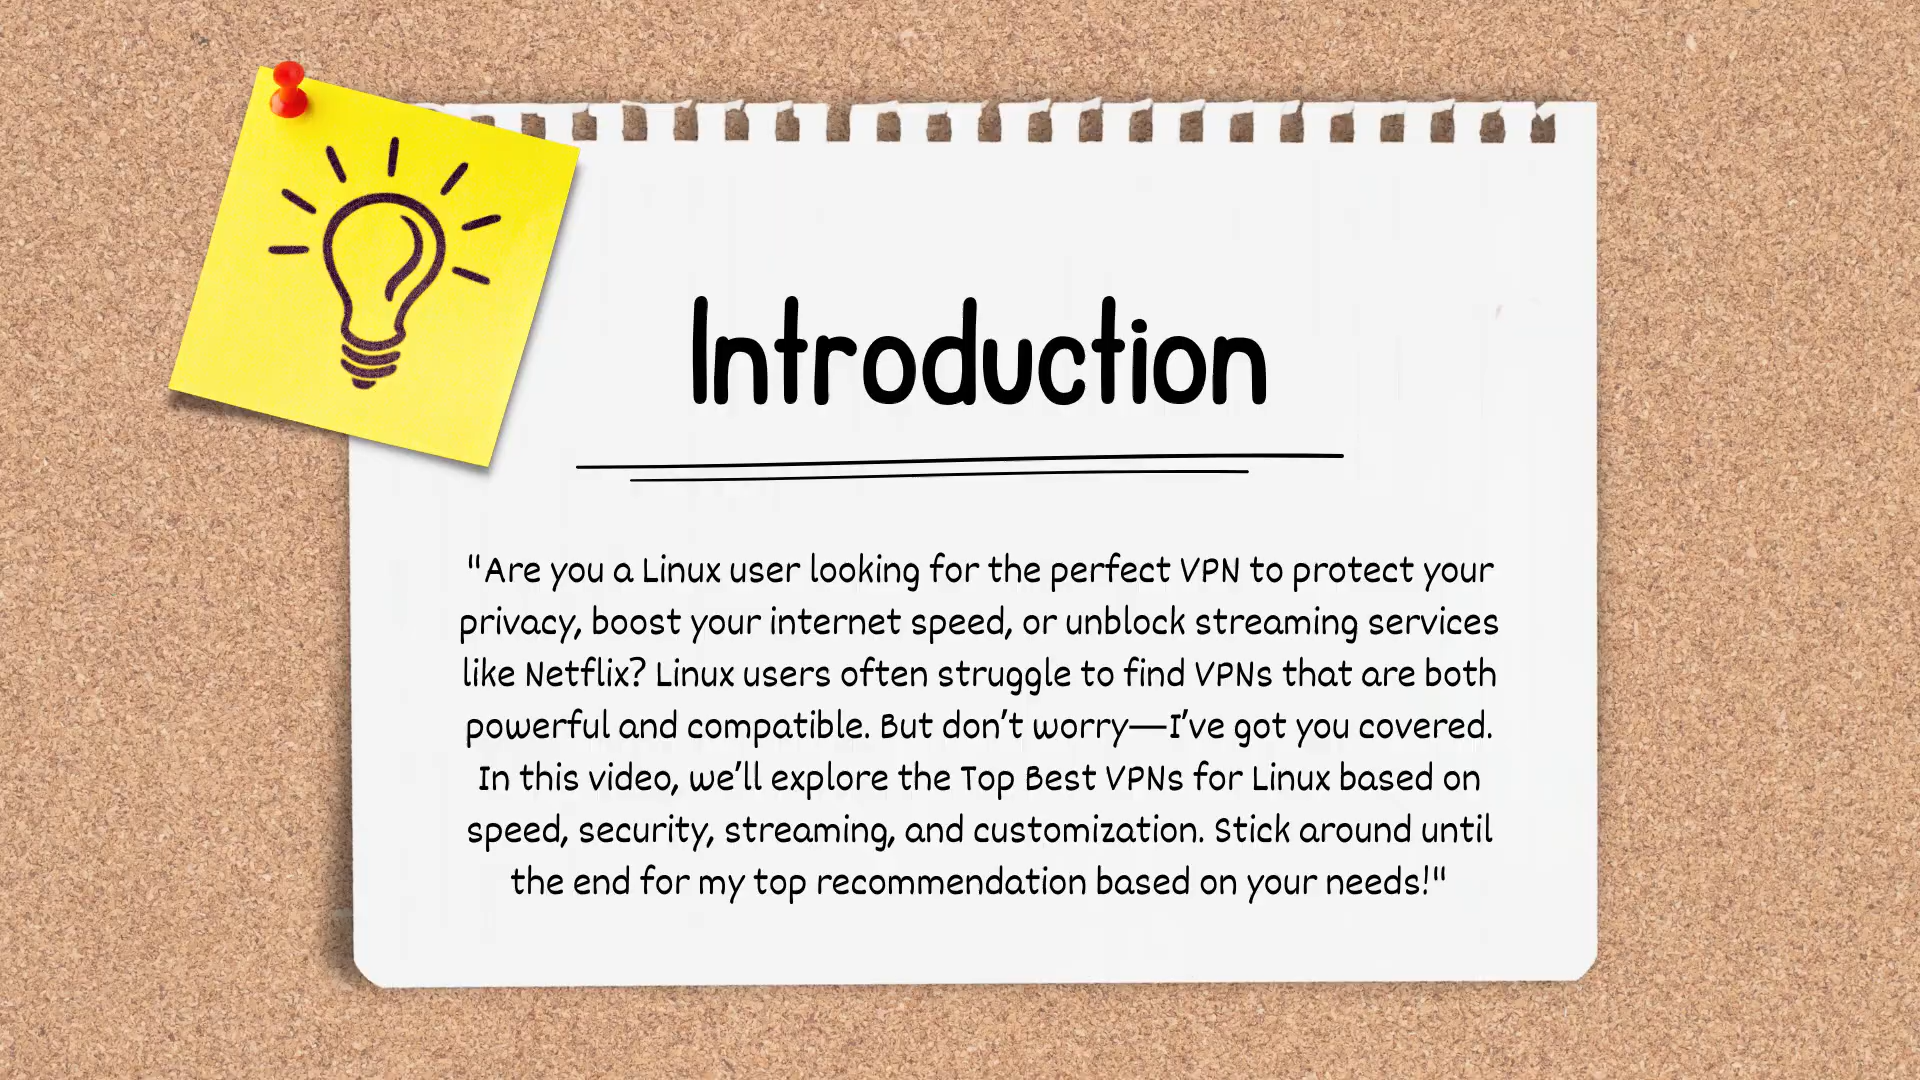 Introduction
"Are you a Linux user looking for the perfect VPN to protect your
privacy, boost your internet speed, or unblock streaming services
like Netflix? Linux users often struggle to find VPNs that are both
powerful and compatible. But don't worry—I've got you covered.
In this video, we'll explore the Top Best VPNs for Linux based on
speed, security, streaming, and customization. Stick around until
the end for my top recommendation based on your needs!"